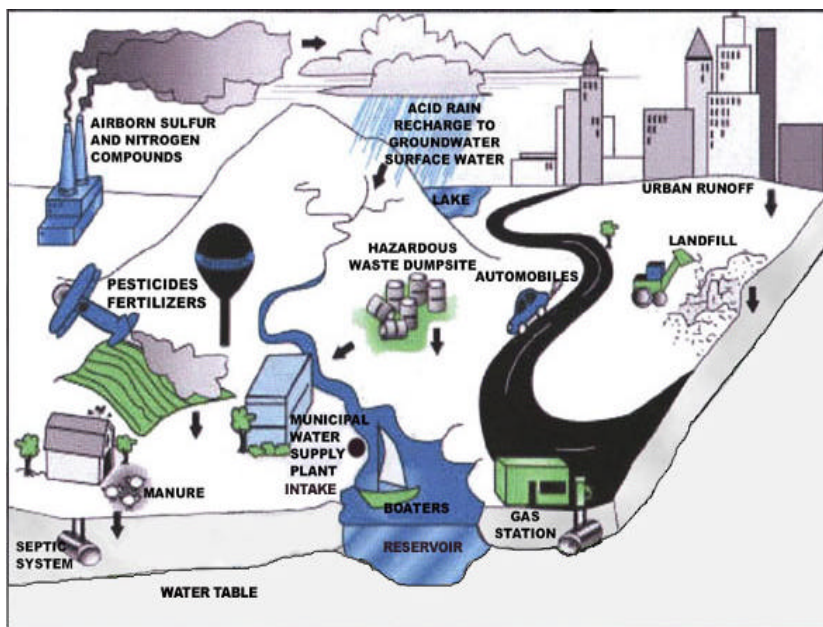 AIRBORN SULFUR
AND NITROGEN
COMPOUNDS
ACID RAIN
RECHARGE TO
GROUNDWATER
SURFACE WATER
LAKE
URBAN RUNOFF
LANDFILL
HAZARDOUS
WASTE DUMPSITE
AUTOMOBILES
PESTICIDES
FERTILIZERS
MUNICIPAL
WATER
SUPPLY
PLANT
INTAKE
MANURE
BOATERS
GAS
STATION
SEPTIC
SYSTEM
RESERVOIR
WATER TABLE